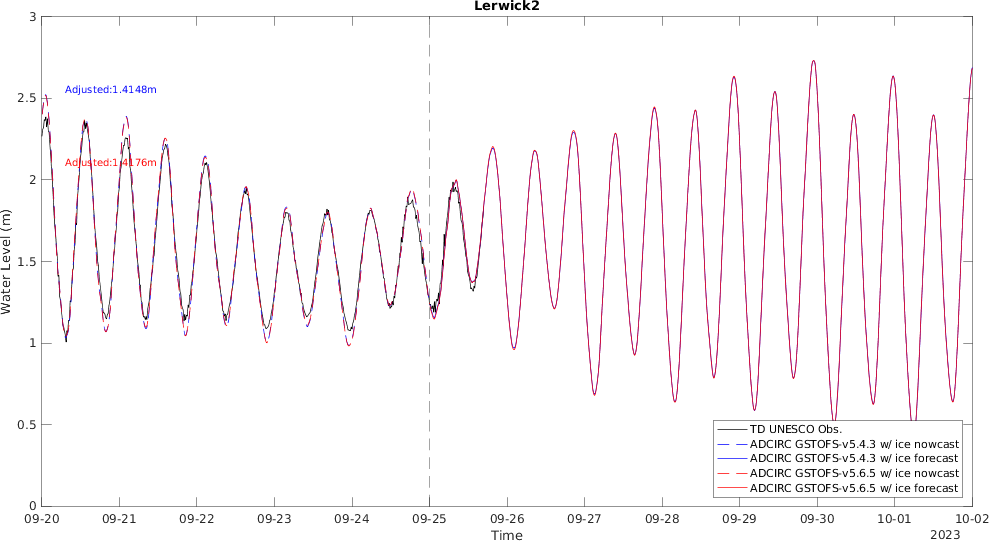 Lerwick2
Water Level (m)
3
2.5
2
1.5
1
0.5
0
Adjusted:1.4148m
Adjusted:1.4176m
TD UNESCO Obs.
ADCIRC GSTOFS-v5.4.3 w/ ice nowcast
ADCIRC GSTOFS-v5.4.3 w/ ice forecast
ADCIRC GSTOFS-v5.6.5 w/ ice nowcast
ADCIRC GSTOFS-v5.6.5 w/ ice forecast
09-20 09-21 09-22 09-23 09-24 09-25 09-26 09-27 09-28 09-29 09-30 10-01 10-02
Time
2023